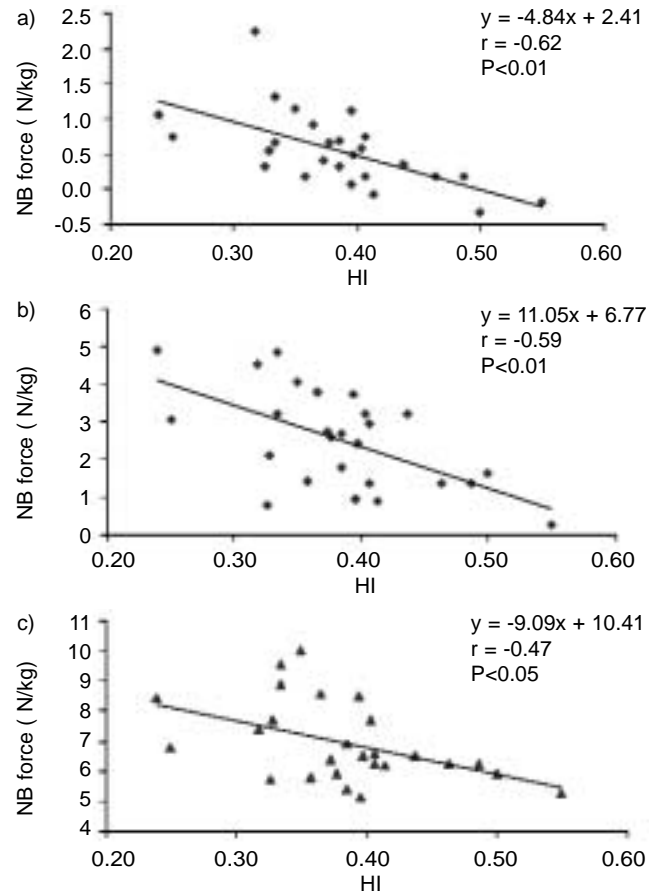 a)
y = -4.84x + 2.41
r = -0.62
P<0.01
NB force ( N/kg)
2.5
2.0
1.5
1.0
0.5
0.0
-0.5
0.20 0.30 0.40 0.50 0.60
HI
b)
y = 11.05x + 6.77
r = -0.59
P<0.01
NB force ( N/kg)
6
5
4
3
2
1
0
0.20 0.30 0.40 0.50 0.60
HI
c)
y = -9.09x + 10.41
r = -0.47
P<0.05
NB force ( N/kg)
11
10
9
8
7
6
5
4
0.20 0.30 0.40 0.50 0.60
HI